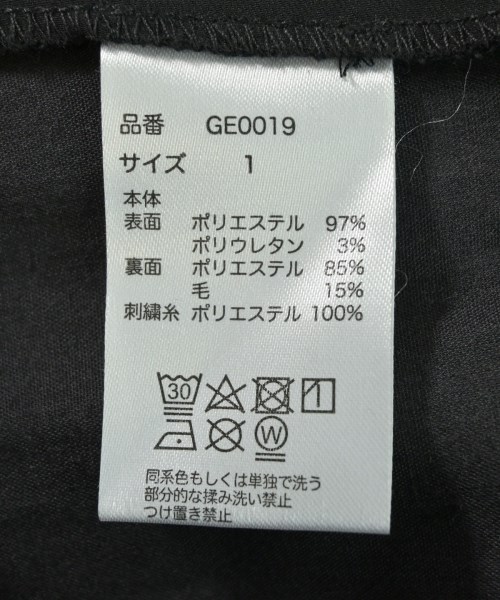 品番 GE0019
サイズ 1
本体
表面 ポリエステル 97%
ポリウレタン 3%
裏面 ポリエステル 85%
毛 15%
刺繍糸 ポリエステル 100%
30
W
同系色もしくは単独で洗う
部分的な揉み洗い禁止
つけ置き禁止